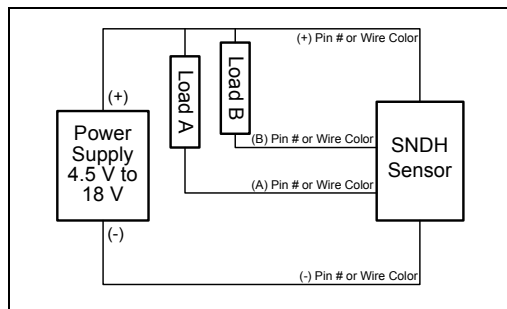 (+) Pin # or Wire Color
Load A
Load B
(+)
Power
Supply
4.5 V to
18 V
(-)
(B) Pin # or Wire Color
(A) Pin # or Wire Color
SNDH
Sensor
(-) Pin # or Wire Color